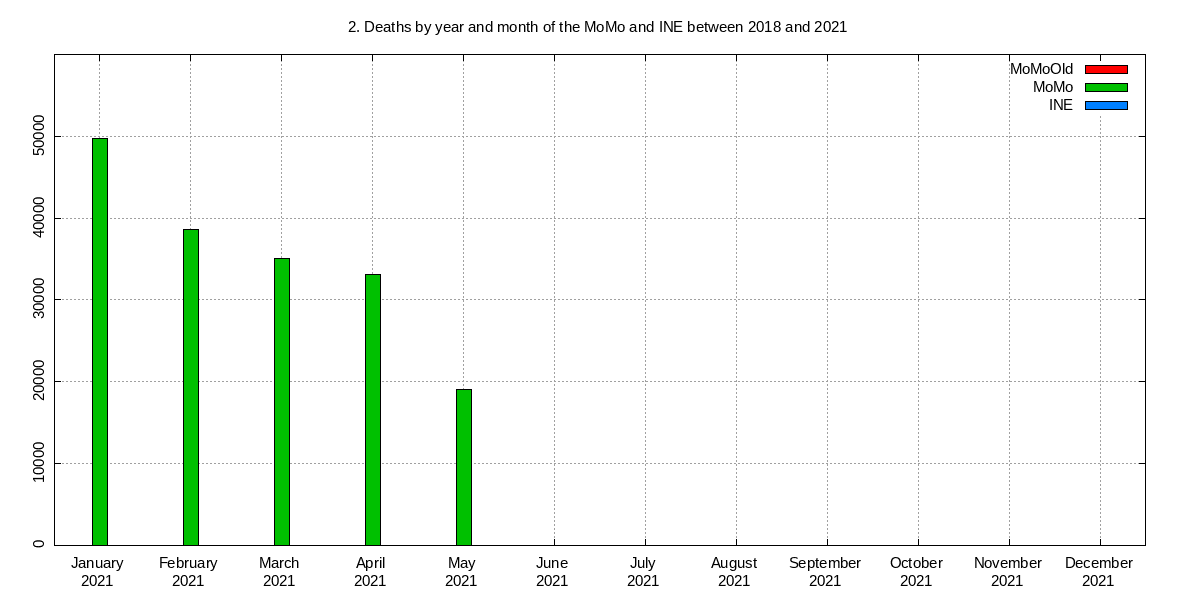 2. Deaths by year and month of the MoMo and INE between 2018 and 2021
MoMoOld
MoMo
INE
50000
40000
30000
20000
10000
0
January February March April May June July August September October November December
2021 2021 2021 2021 2021 2021 2021 2021 2021 2021 2021 2021